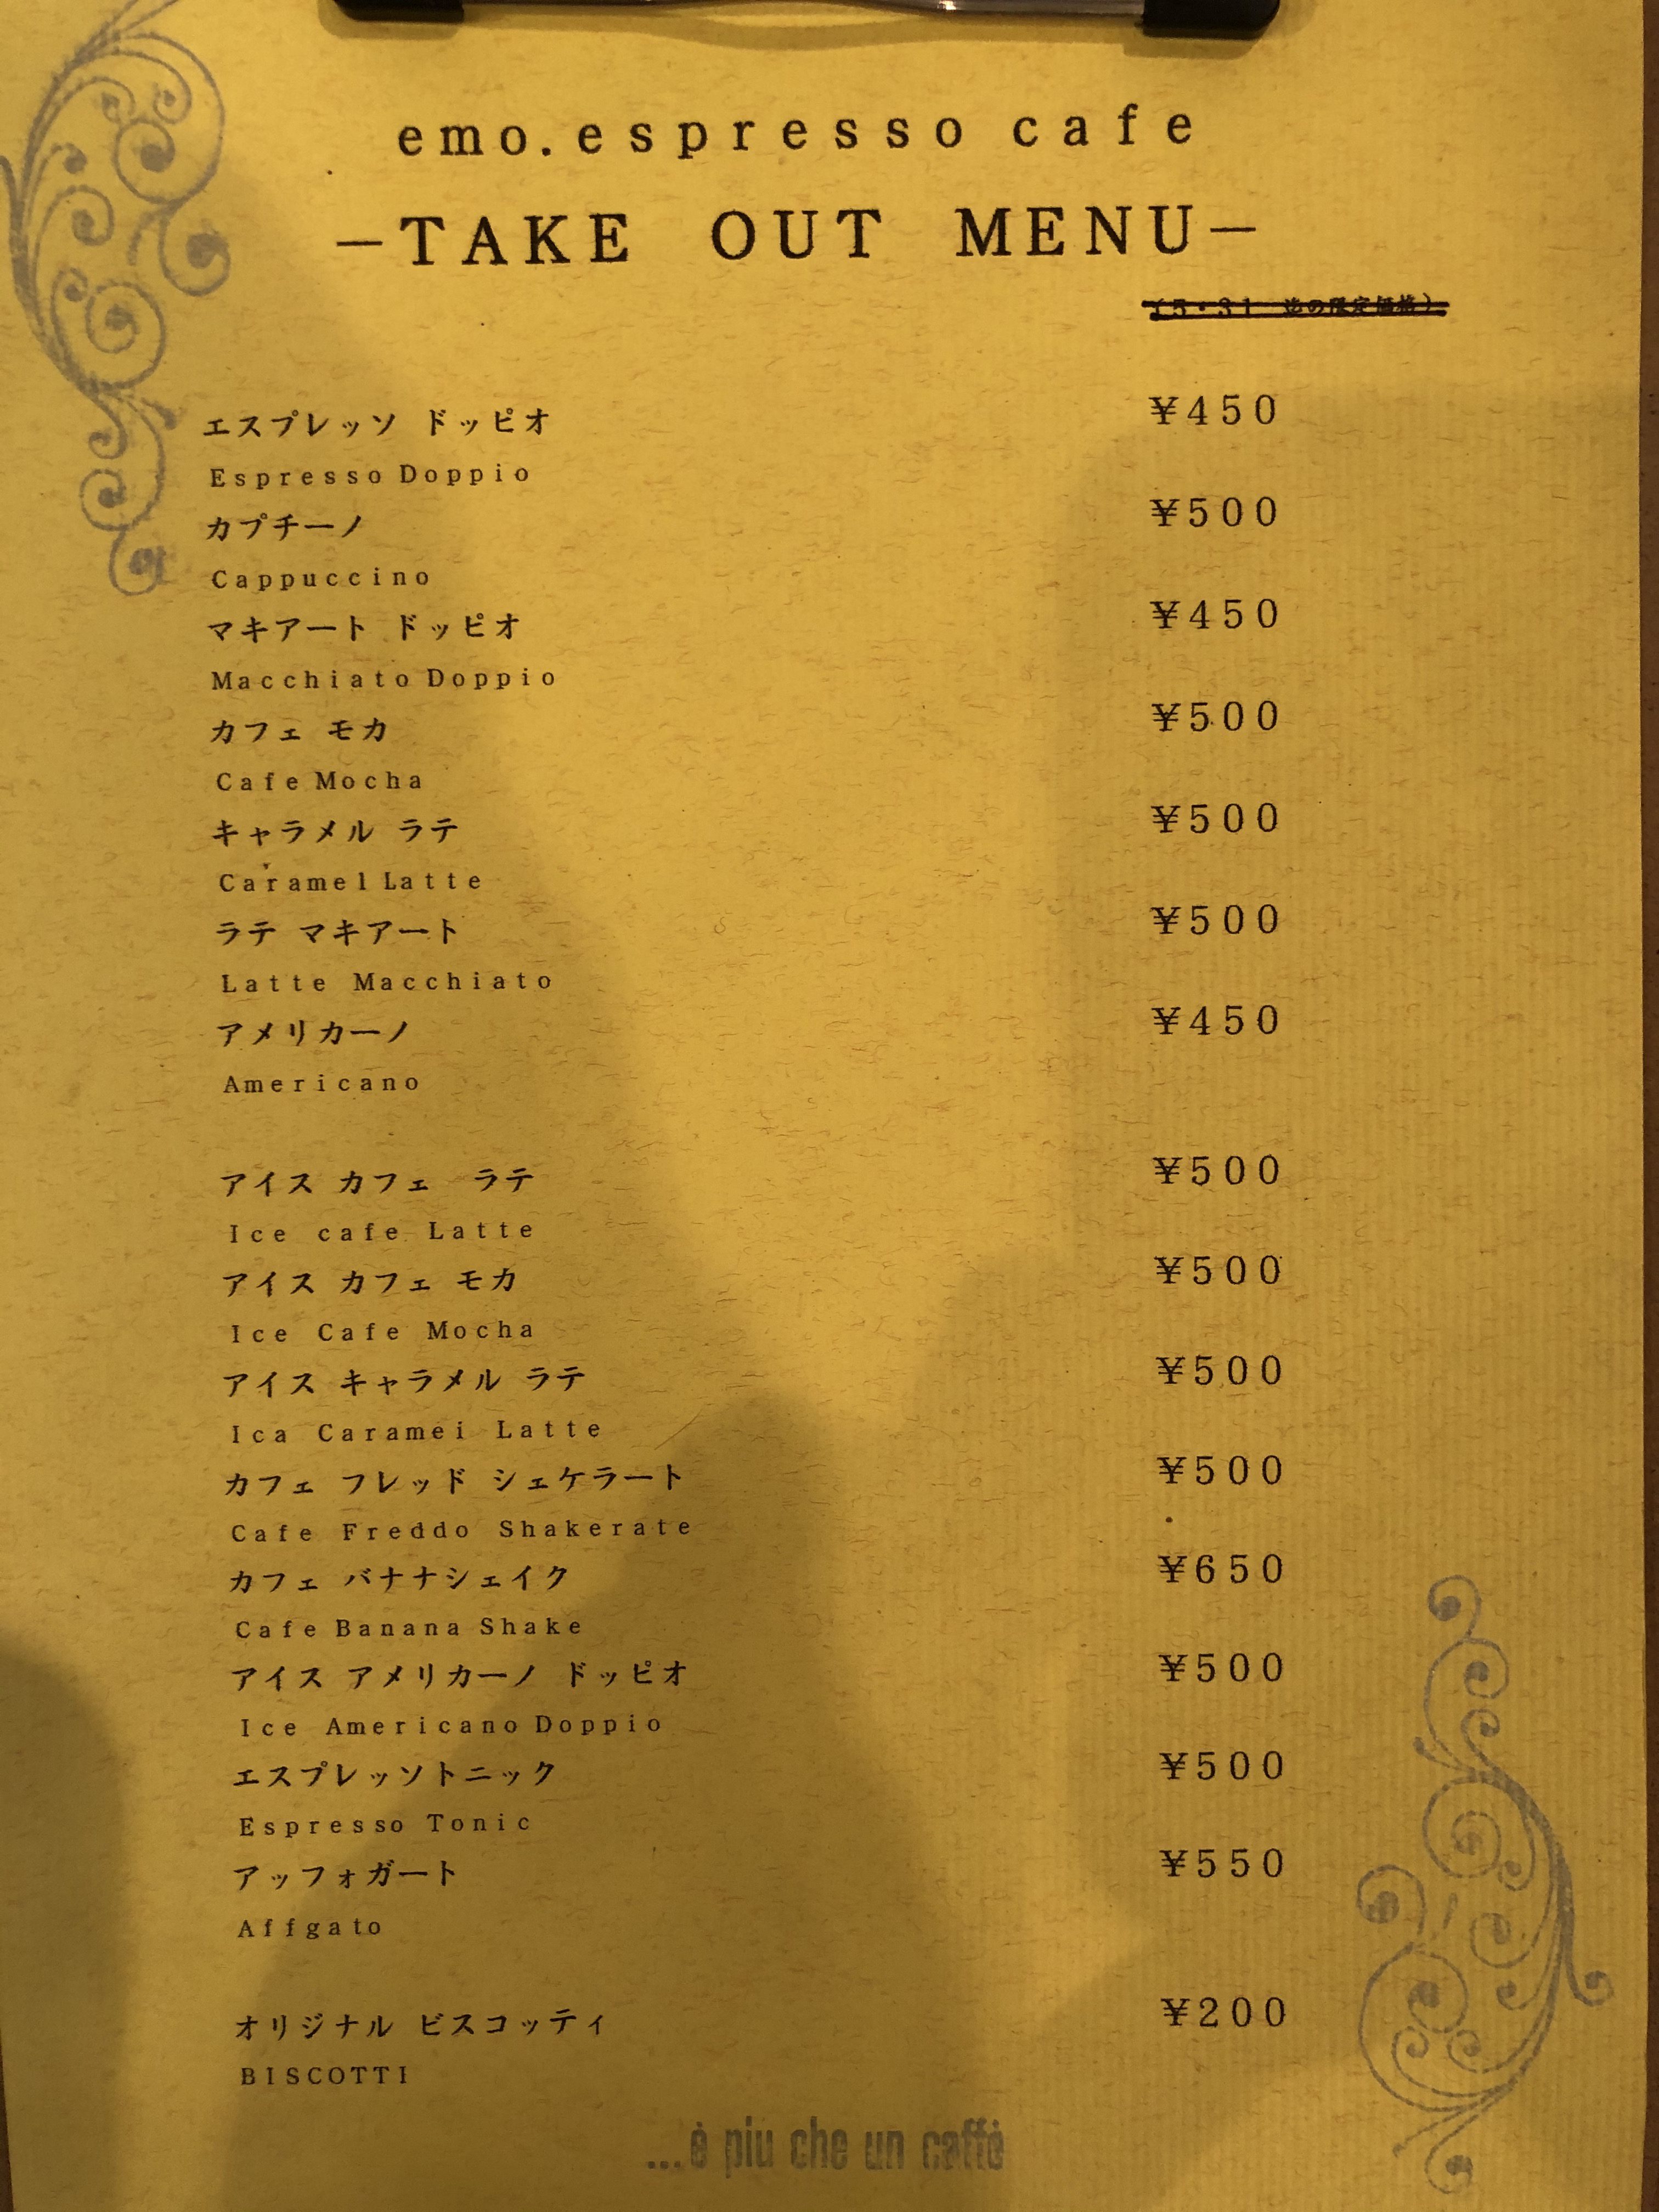 emo.espresso cafe
—TAKE OUT MENU—
(5・31 迄の限定価格)
エスプレッソ ドッピオ ¥450
Espresso Doppio
カプチーノ ¥500
Cappuccino
マキアート ドッピオ ¥450
Macchiato Doppio
カフェ モカ ¥500
Cafe Mocha
キャラメル ラテ ¥500
Caramel Latte
ラテ マキアート ¥500
Latte Macchiato
アメリカーノ ¥450
Americano
アイス カフェ ラテ ¥500
Ice cafe Latte
アイス カフェ モカ ¥500
Ice Cafe Mocha
アイス キャラメル ラテ ¥500
Ica Caramei Latte
カフェ フレッド シェケラート ¥500
Cafe Freddo Shakerate
カフェ バナナシェイク ¥650
Cafe Banana Shake
アイス アメリカーノ ドッピオ ¥500
Ice Americano Doppio
エスプレッソトニック ¥500
Espresso Tonic
アッフォガート ¥550
Affgato
オリジナル ビスコッティ ¥200
BISCOTTI
...è più che un caffè